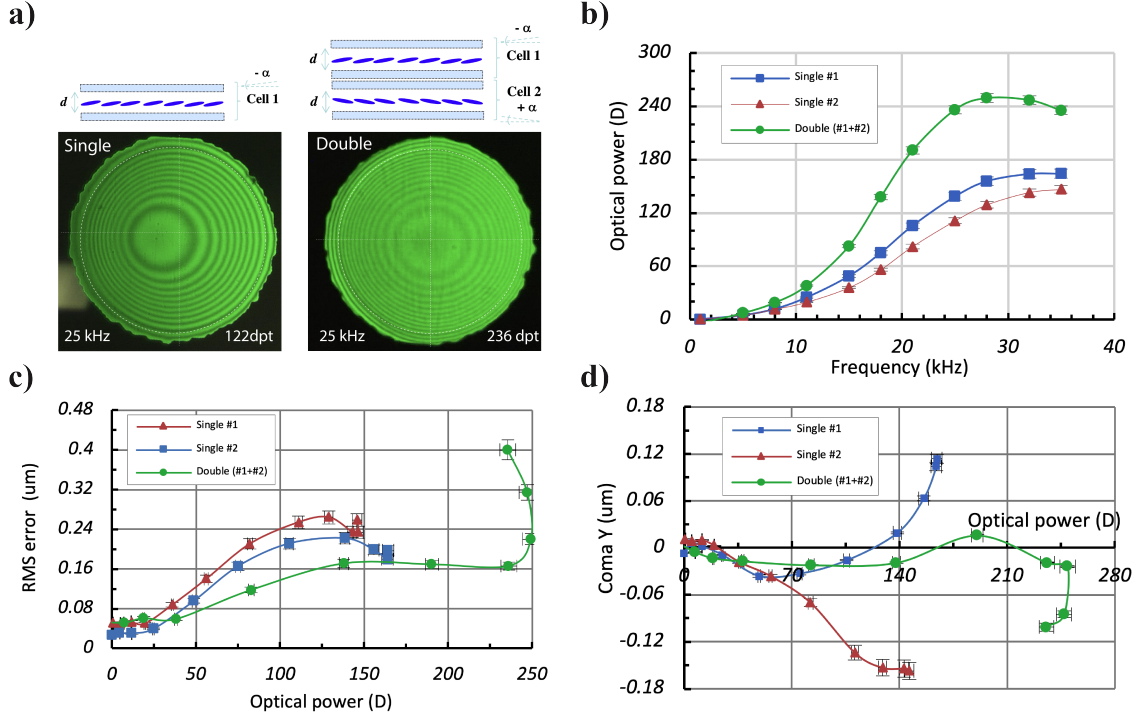 a)
- α
d
Cell 1
- α
d
Cell 1
Cell 2
+ α
d
Single
25 kHz
122dpt
Double
25 kHz
236 dpt
b)
Optical power (D)
300
240
180
120
60
0
Single #1
Single #2
Double (#1+#2)
0
10
20
30
40
Frequency (kHz)
c)
RMS error (um)
0.48
0.4
0.32
0.24
0.16
0.08
0
Single #1
Single #2
Double (#1+#2)
0
50
100
150
200
250
Optical power (D)
d)
Coma Y (um)
0.18
0.12
0.06
0
-0.06
-0.12
-0.18
Single #1
Single #2
Double (#1+#2)
Optical power (D)
0
70
140
210
280